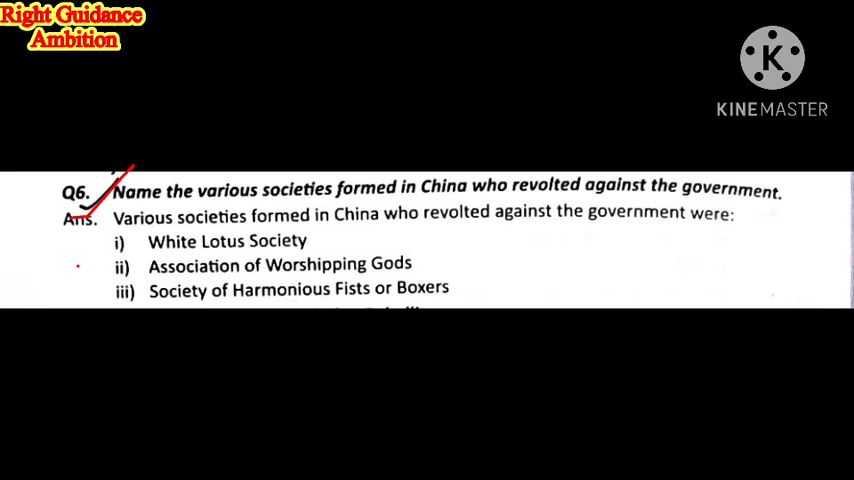 Right Guidance
Ambition
K
KINEMASTER
Q6. Name the various societies formed in China who revolted against the government.
Ans. Various societies formed in China who revolted against the government were:
i) White Lotus Society
ii) Association of Worshipping Gods
iii) Society of Harmonious Fists or Boxers